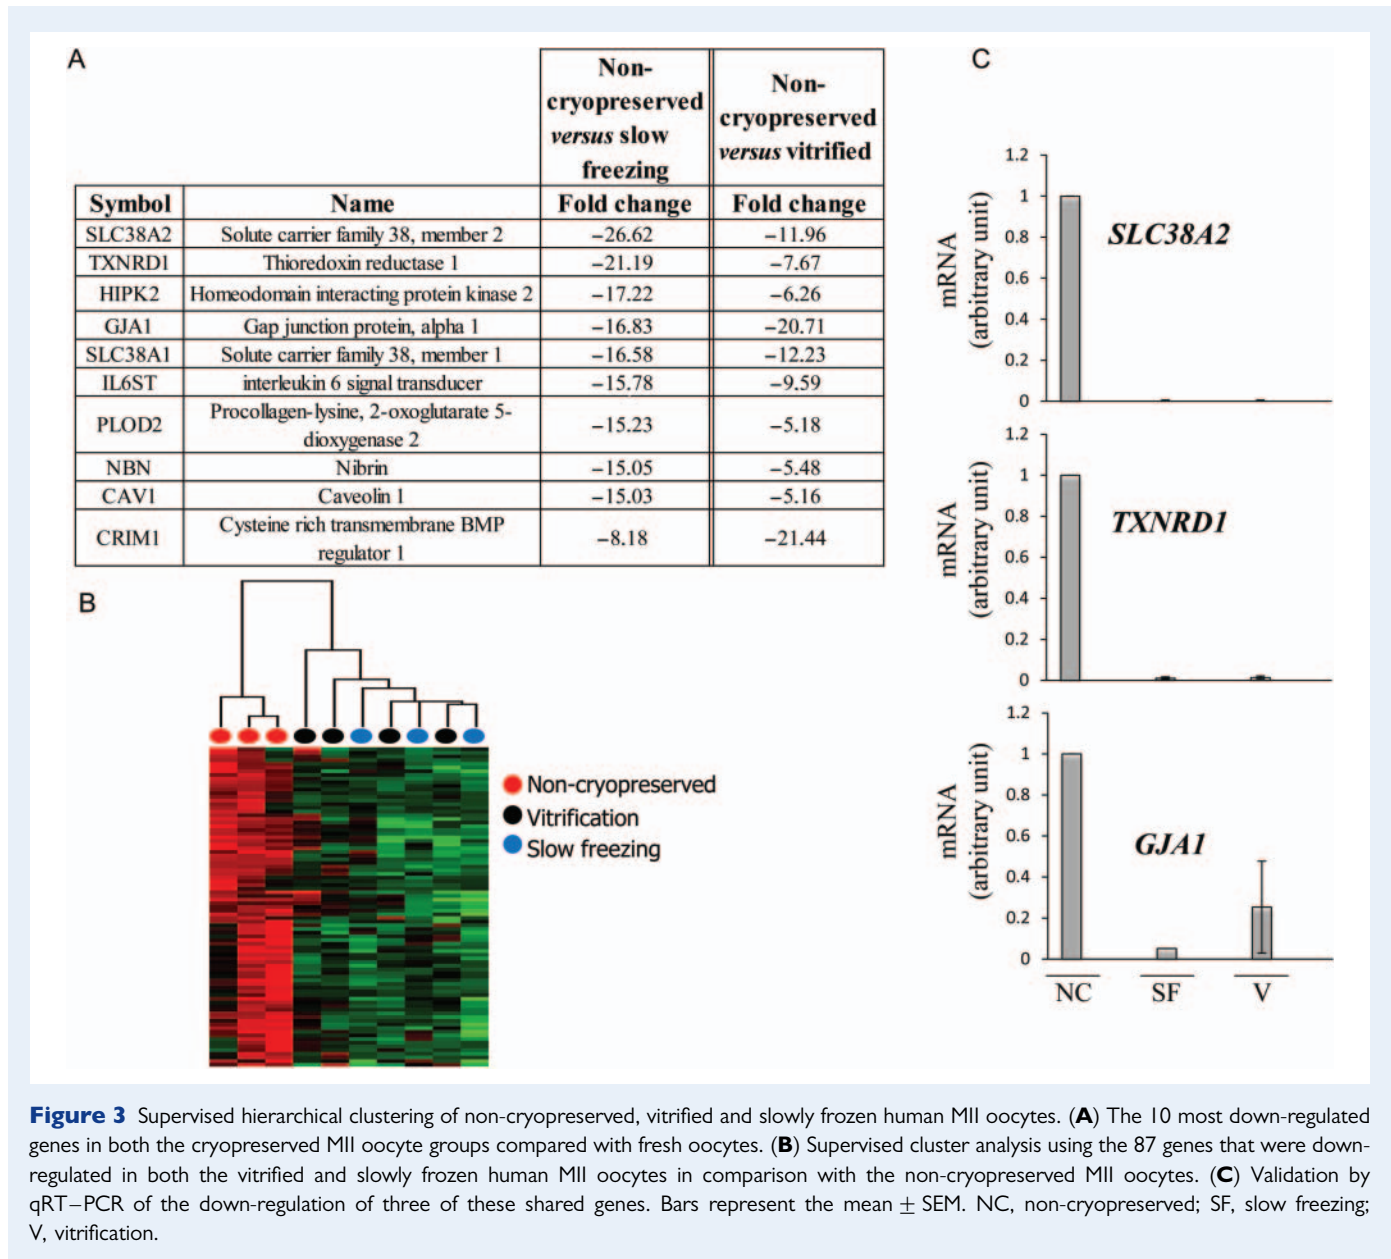 A
Non-
cryopreserved
versus slow
freezing
Non-
cryopreserved
versus vitrified
Symbol Name Fold change Fold change
SLC38A2 Solute carrier family 38, member 2 −26.62 −11.96
TXNRD1 Thioredoxin reductase 1 −21.19 −7.67
HIPK2 Homeodomain interacting protein kinase 2 −17.22 −6.26
GJA1 Gap junction protein, alpha 1 −16.83 −20.71
SLC38A1 Solute carrier family 38, member 1 −16.58 −12.23
IL6ST interleukin 6 signal transducer −15.78 −9.59
PLOD2 Procollagen-lysine, 2-oxoglutarate 5-
dioxygenase 2 −15.23 −5.18
NBN Nibrin −15.05 −5.48
CAV1 Caveolin 1 −15.03 −5.16
CRIM1 Cysteine rich transmembrane BMP
regulator 1 −8.18 −21.44
B
Non-cryopreserved
Vitrification
Slow freezing
C
mRNA
(arbitrary unit)
1.2
1
0.8
0.6
0.4
0.2
0
SLC38A2
mRNA
(arbitrary unit)
1.2
1
0.8
0.6
0.4
0.2
0
TXNRD1
mRNA
(arbitrary unit)
1.2
1
0.8
0.6
0.4
0.2
0
GJA1
NC SF V
Figure 3 Supervised hierarchical clustering of non-cryopreserved, vitrified and slowly frozen human MII oocytes. (A) The 10 most down-regulated
genes in both the cryopreserved MII oocyte groups compared with fresh oocytes. (B) Supervised cluster analysis using the 87 genes that were down-
regulated in both the vitrified and slowly frozen human MII oocytes in comparison with the non-cryopreserved MII oocytes. (C) Validation by
qRT–PCR of the down-regulation of three of these shared genes. Bars represent the mean ± SEM. NC, non-cryopreserved; SF, slow freezing;
V, vitrification.